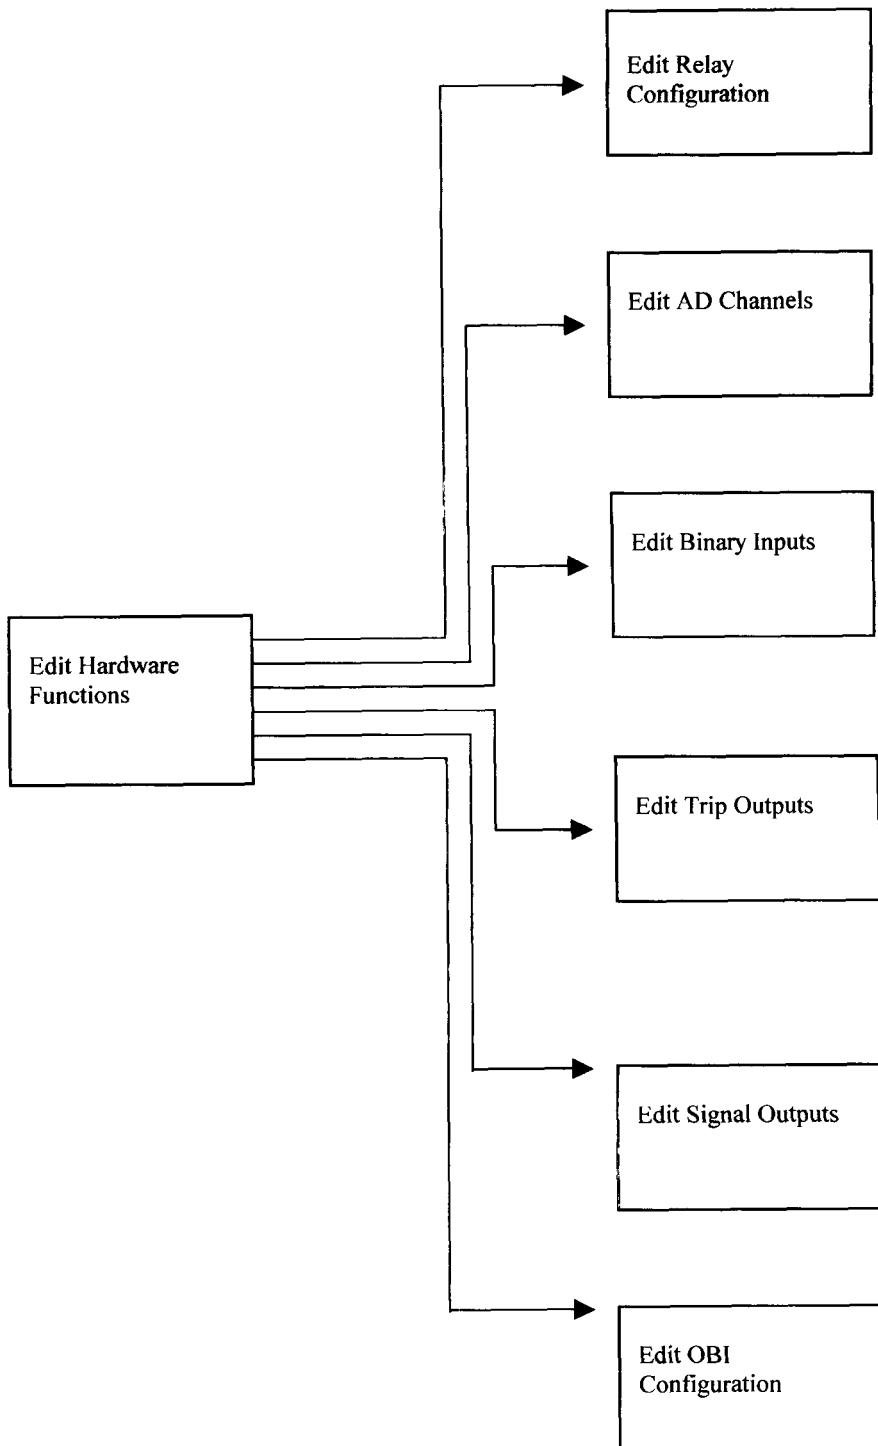 Edit Relay
Configuration
Edit AD Channels
Edit Binary Inputs
Edit Hardware
Functions
Edit Trip Outputs
Edit Signal Outputs
Edit OBI
Configuration